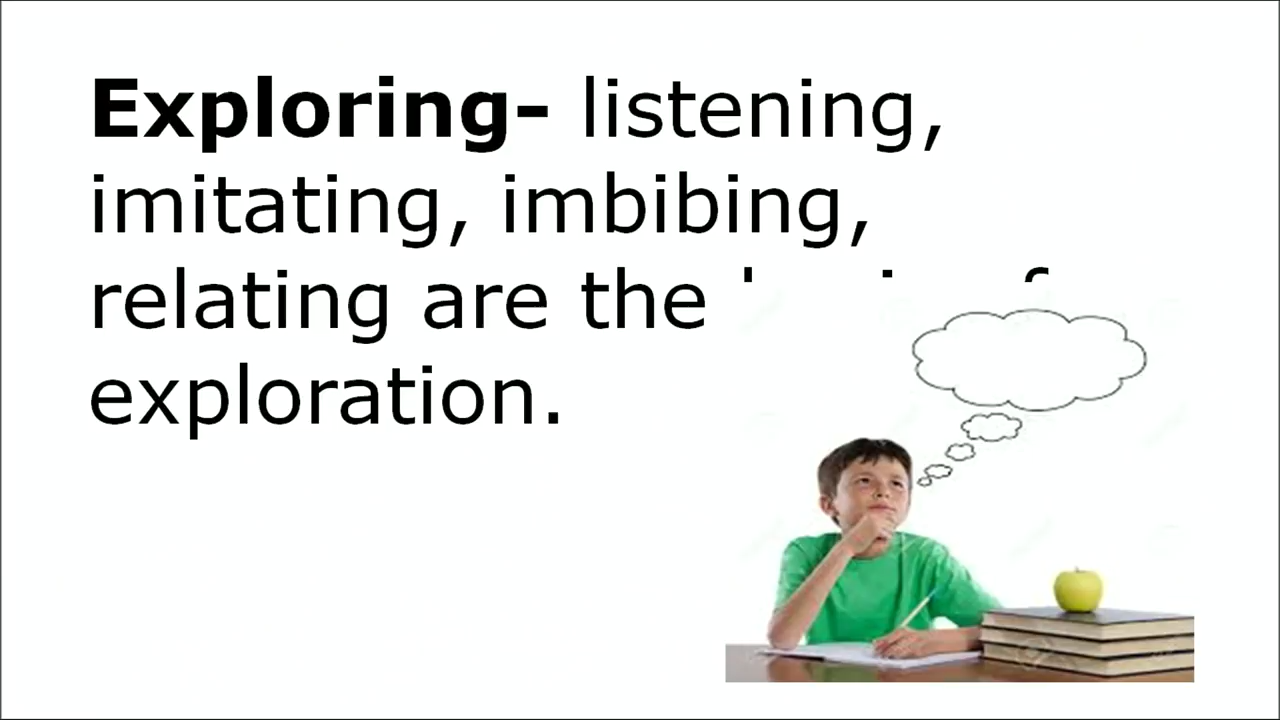 Exploring- listening,
imitating, imbibing,
relating are the
exploration.